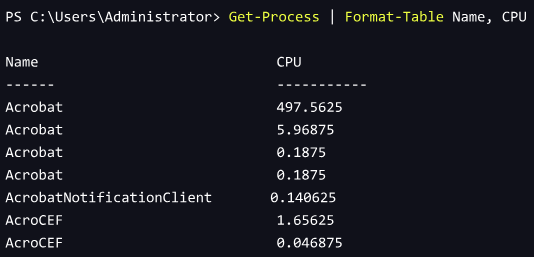 PS C:\Users\Administrator> Get-Process | Format-Table Name, CPU
Name CPU
------ -----------
Acrobat 497.5625
Acrobat 5.96875
Acrobat 0.1875
Acrobat 0.1875
AcrobatNotificationClient 0.140625
AcroCEF 1.65625
AcroCEF 0.046875